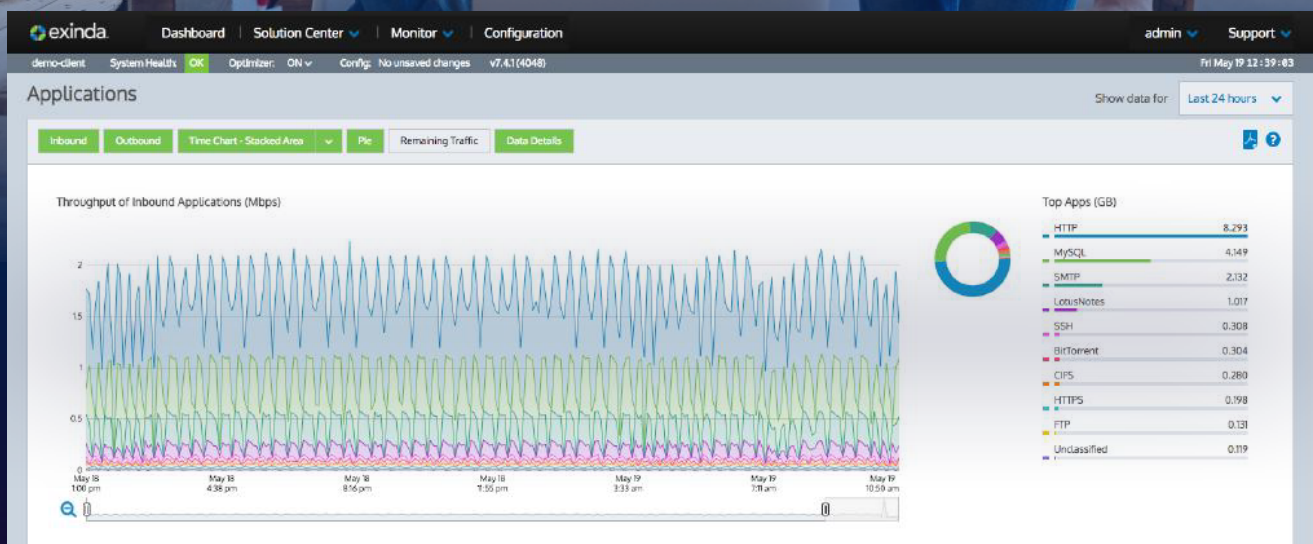 exinda. Dashboard Solution Center Monitor Configuration admin Support
demo-client System Health: OK Optimizer: ON Config: No unsaved changes v7.4.1 (4048) Fri May 19 12:39:03
Applications Show data for Last 24 hours
Inbound Outbound Time Chart - Stacked Area Pie Remaining Traffic Data Details
Throughput of Inbound Applications (Mbps)
2
1.5
1
0.5
0
May 18 May 18 May 18 May 18 May 19 May 19 May 19
1:00 pm 4:38 pm 8:16 pm 11:55 pm 3:33 am 7:11 am 10:50 am
Top Apps (GB)
HTTP 8.293
MySQL 4.149
SMTP 2.132
LotusNotes 1.017
SSH 0.308
BitTorrent 0.304
CIFS 0.280
HTTPS 0.198
FTP 0.131
Unclassified 0.119